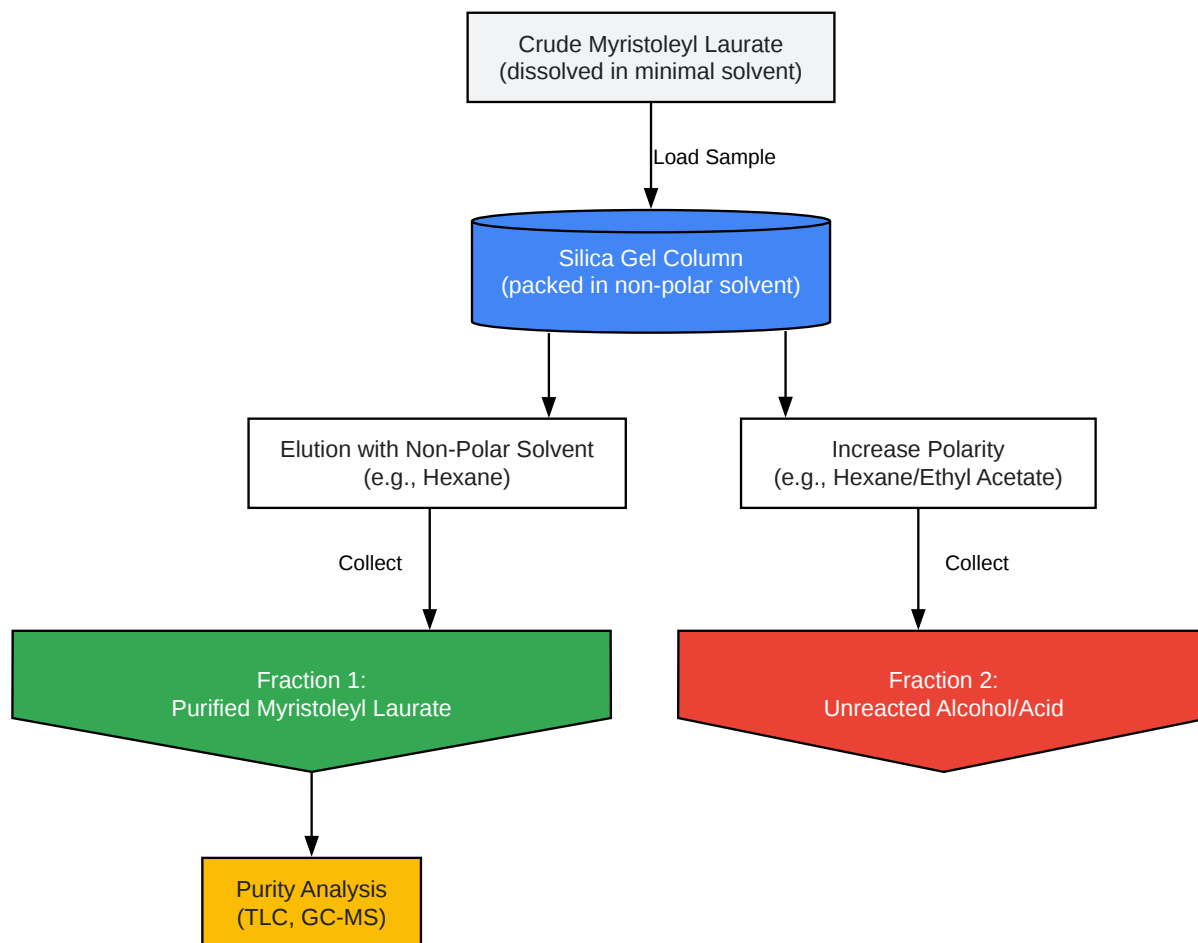 Crude Myristoleyl Laurate
(dissolved in minimal solvent)
Load Sample
Silica Gel Column
(packed in non-polar solvent)
Elution with Non-Polar Solvent
(e.g., Hexane)
Increase Polarity
(e.g., Hexane/Ethyl Acetate)
Collect
Collect
Fraction 1:
Purified Myristoleyl Laurate
Fraction 2:
Unreacted Alcohol/Acid
Purity Analysis
(TLC, GC-MS)